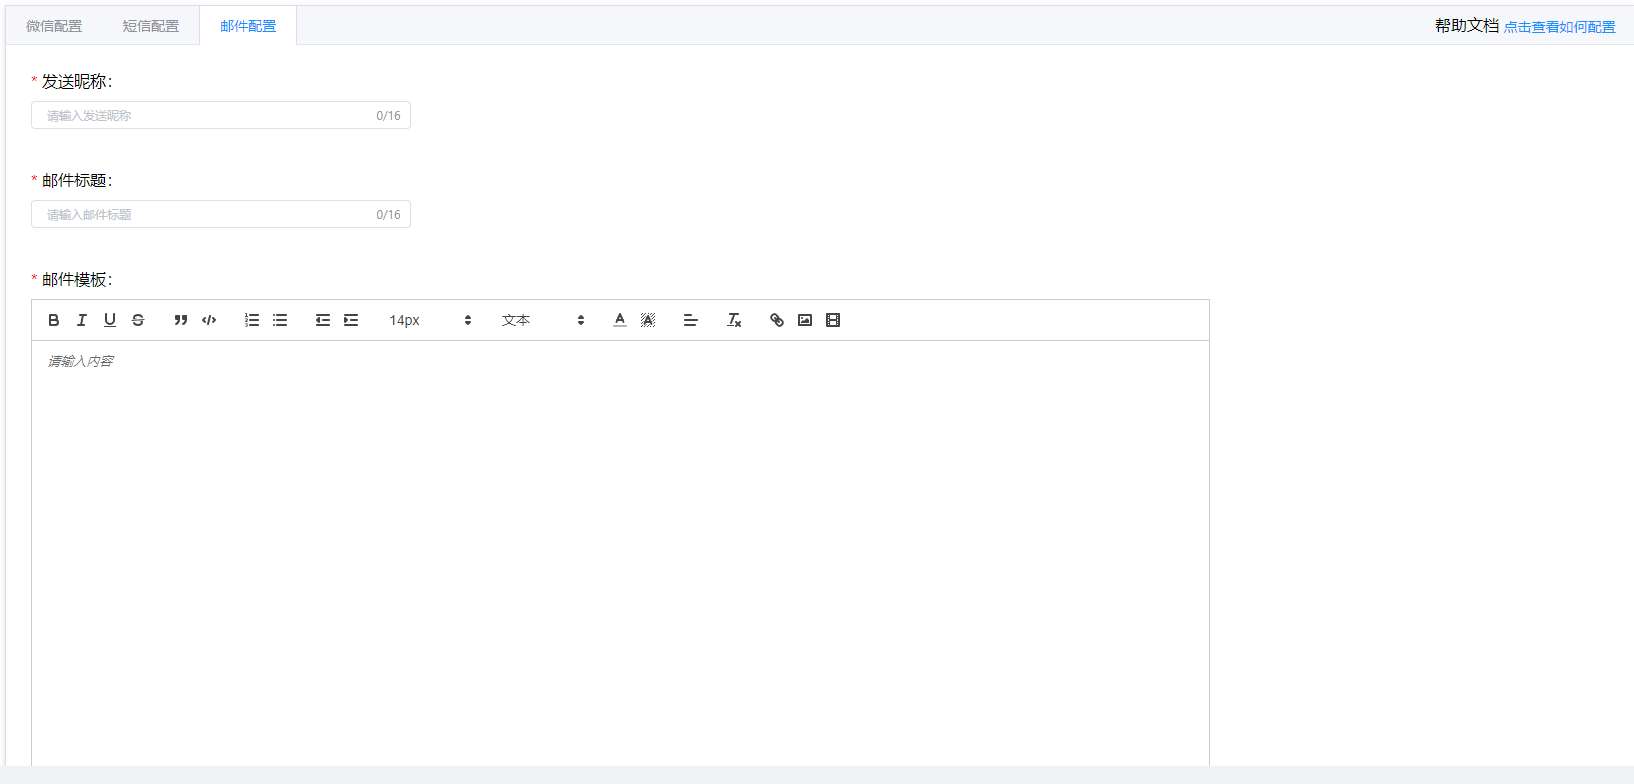 微信配置 短信配置 邮件配置 帮助文档 点击查看如何配置
* 发送昵称:
请输入发送昵称 0/16
* 邮件标题:
请输入邮件标题 0/16
* 邮件模板:
14px 文本
请输入内容